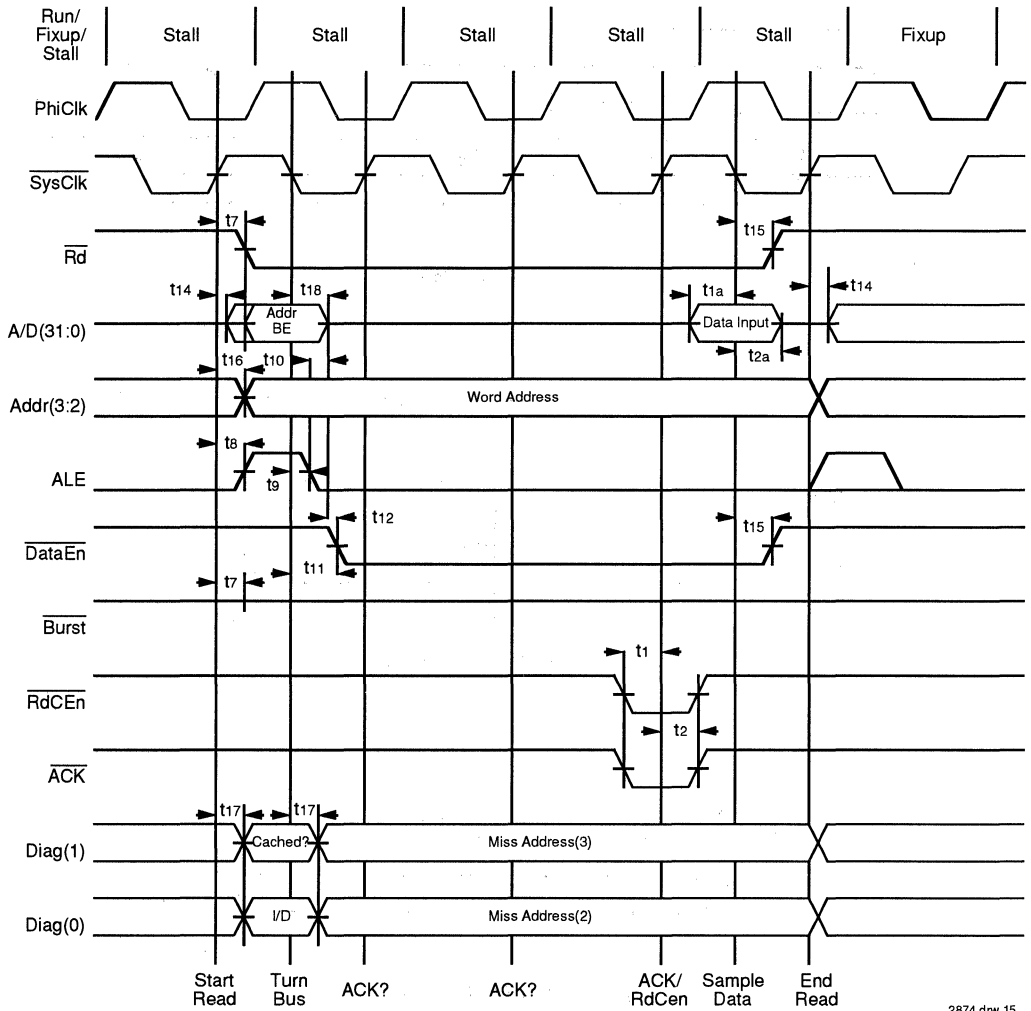 Run/
Fixup/
Stall
Stall Stall Stall Stall Stall Fixup
PhiClk
SysClk
t7 t15
Rd
t14 t18 t1a t14
A/D(31:0) Addr
BE Data Input
t2a
t16 t10
Addr(3:2) Word Address
t8
ALE
t9
t12 t15
DataEn
t11
t7
Burst
t1
RdCEn
t2
ACK
t17 t17
Diag(1) Cached? Miss Address(3)
Diag(0) I/D Miss Address(2)
Start
Read
Turn
Bus
ACK?
ACK?
ACK/
RdCen
Sample
Data
End
Read
2874 drw 15